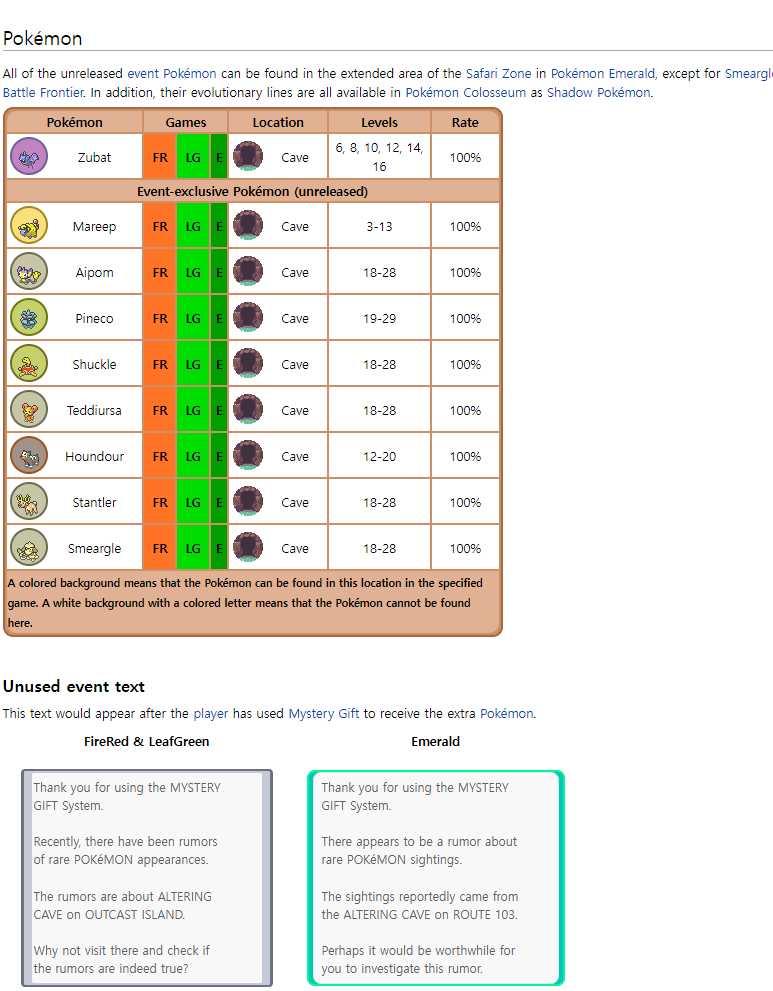 Pokémon
All of the unreleased event Pokémon can be found in the extended area of the Safari Zone in Pokémon Emerald, except for
Battle Frontier. In addition, their evolutionary lines are all available in Pokémon Colosseum as Shadow Pokémon.
Pokémon Games Location Levels Rate
Zubat FR LG E Cave 6, 8, 10, 12, 14, 16 100%
Event-exclusive Pokémon (unreleased)
Mareep FR LG E Cave 3-13 100%
Aipom FR LG E Cave 18-28 100%
Pineco FR LG E Cave 19-29 100%
Shuckle FR LG E Cave 18-28 100%
Teddiursa FR LG E Cave 18-28 100%
Houndour FR LG E Cave 12-20 100%
Stantler FR LG E Cave 18-28 100%
Smeargle FR LG E Cave 18-28 100%
A colored background means that the Pokémon can be found in this location in the specified
game. A white background with a colored letter means that the Pokémon cannot be found
here.
Unused event text
This text would appear after the player has used Mystery Gift to receive the extra Pokémon.
FireRed & LeafGreen
Thank you for using the MYSTERY
GIFT System.
Recently, there have been rumors
of rare POKéMON appearances.
The rumors are about ALTERING
CAVE on OUTCAST ISLAND.
Why not visit there and check if
the rumors are indeed true?
Emerald
Thank you for using the MYSTERY
GIFT System.
There appears to be a rumor about
rare POKéMON sightings.
The sightings reportedly came from
the ALTERING CAVE on ROUTE 103.
Perhaps it would be worthwhile for
you to investigate this rumor.